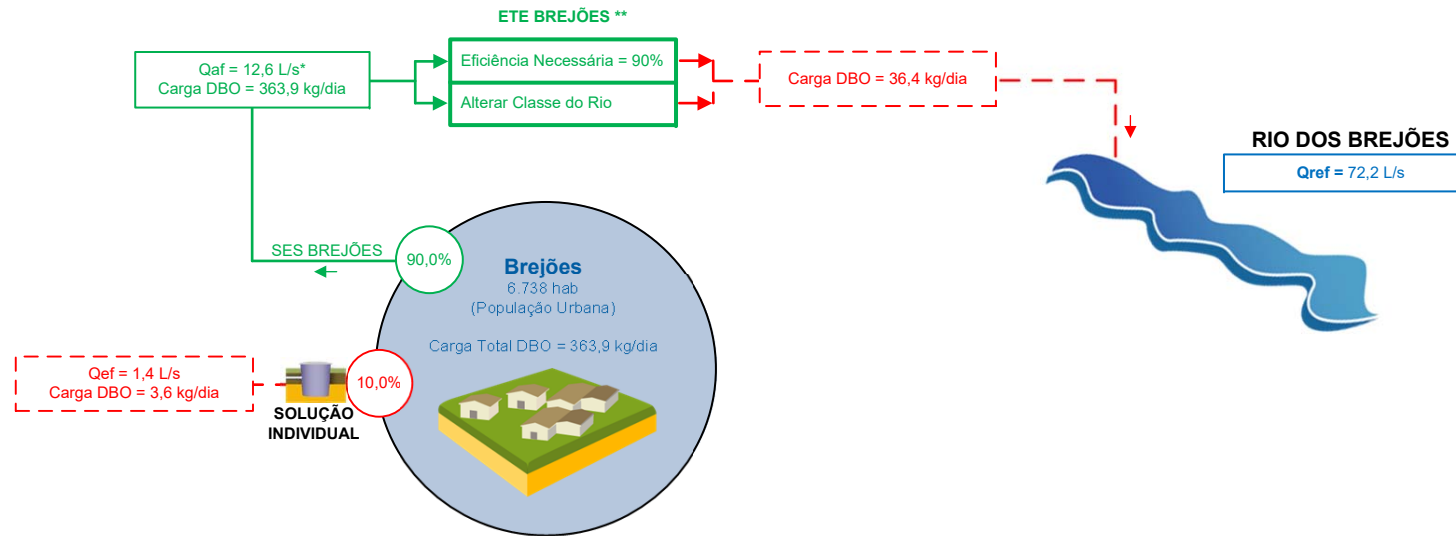 ETE BREJÕES **
Qaf = 12,6 L/s*
Carga DBO = 363,9 kg/dia
Eficiência Necessária = 90%
Alterar Classe do Rio
Carga DBO = 36,4 kg/dia
RIO DOS BREJÕES
Qref = 72,2 L/s
SES BREJÕES
90,0%
Brejões
6.738 hab
(População Urbana)
Carga Total DBO = 363,9 kg/dia
Qef = 1,4 L/s
Carga DBO = 3,6 kg/dia
10,0%
SOLUÇÃO
INDIVIDUAL